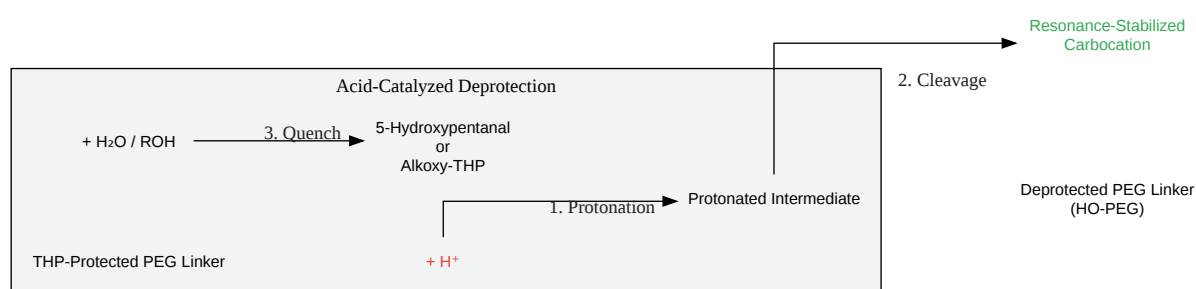 Resonance-Stabilized
Carbocation
2. Cleavage
Acid-Catalyzed Deprotection
+ H₂O / ROH
3. Quench
5-Hydroxypentanal
or
Alkoxy-THP
1. Protonation
Protonated Intermediate
Deprotected PEG Linker
(HO-PEG)
THP-Protected PEG Linker
+ H⁺